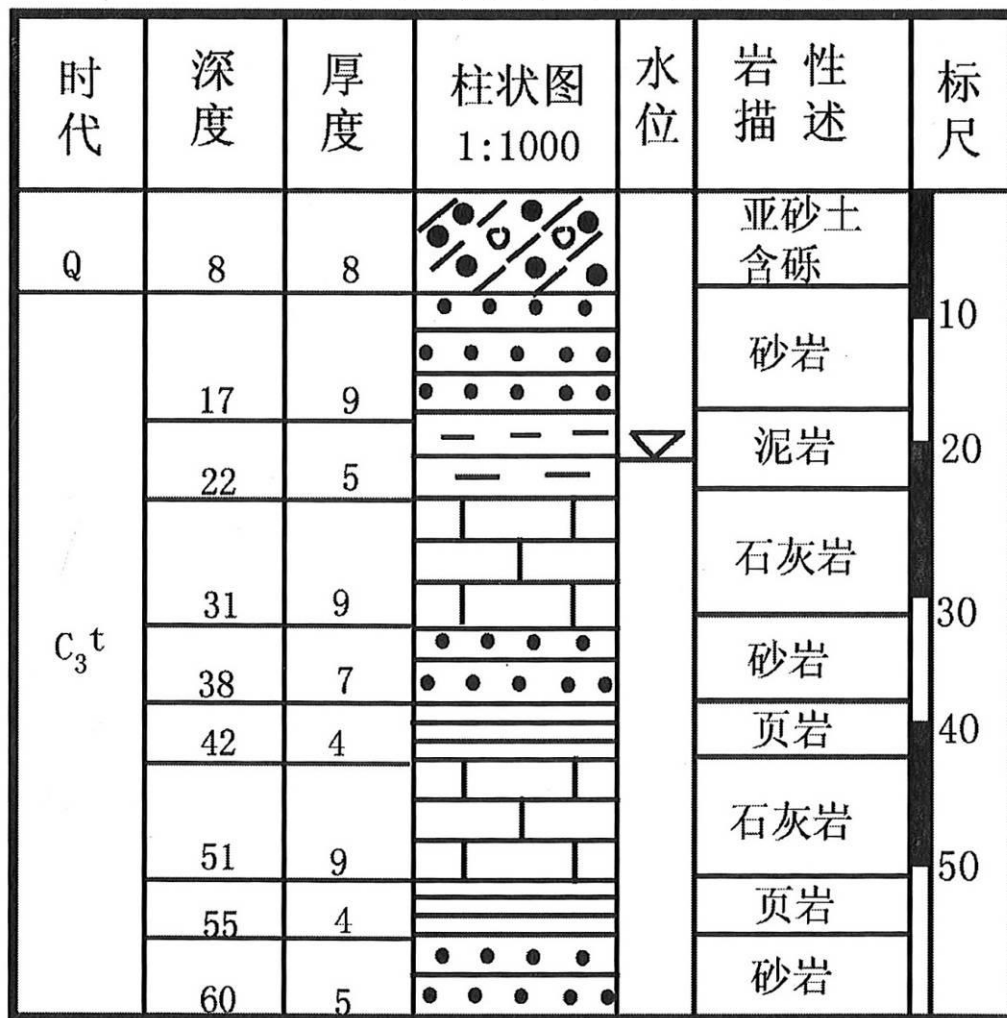 时代 深度 厚度 柱状图 1:1000 水位 岩性描述 标尺
Q 8 8 亚砂土含砾
10
17 9 砂岩
22 5 泥岩 20
31 9 石灰岩
30
C₃t
38 7 砂岩
42 4 页岩 40
51 9 石灰岩 50
55 4 页岩
60 5 砂岩